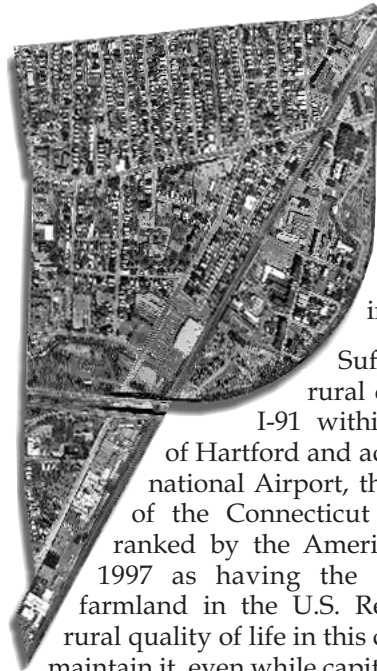 in
Suf
rural
I-91 withi
of Hartford and a
national Airport, th
of the Connecticut
ranked by the Ameri
1997 as having the
farmland in the U.S. Re
rural quality of life in this
maintain it, even while capit